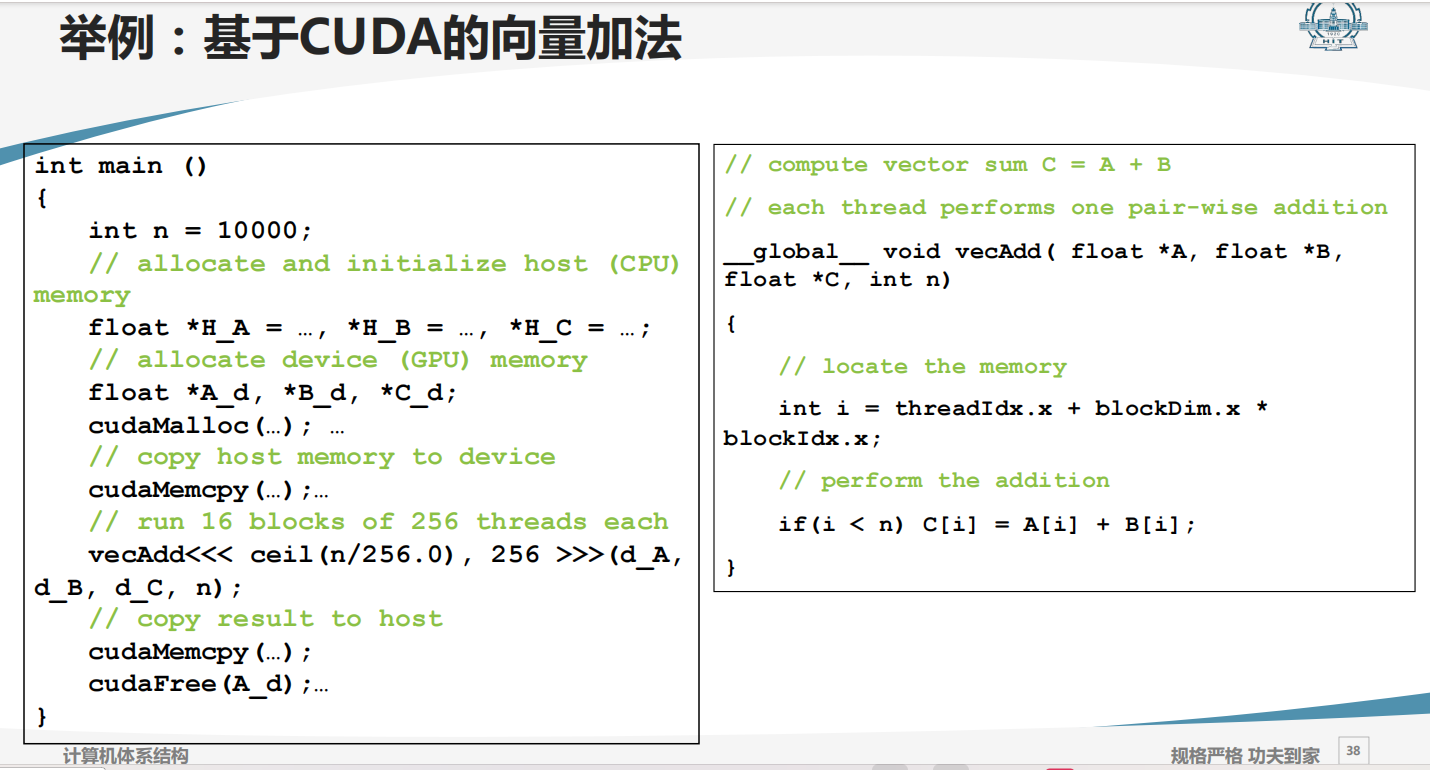 举例：基于CUDA的向量加法
int main ()
{
int n = 10000;
// allocate and initialize host (CPU)
memory
float *H_A = …, *H_B = …, *H_C = …;
// allocate device (GPU) memory
float *A_d, *B_d, *C_d;
cudaMalloc(…); …
// copy host memory to device
cudaMemcpy(…);…
// run 16 blocks of 256 threads each
vecAdd<<< ceil(n/256.0), 256 >>>(d_A,
d_B, d_C, n);
// copy result to host
cudaMemcpy(…);
cudaFree(A_d);…
}
// compute vector sum C = A + B
// each thread performs one pair-wise addition
__global__ void vecAdd( float *A, float *B,
float *C, int n)
{
// locate the memory
int i = threadIdx.x + blockDim.x *
blockIdx.x;
// perform the addition
if(i < n) C[i] = A[i] + B[i];
}
计算机体系结构
规格严格 功夫到家
38
1920
HIT